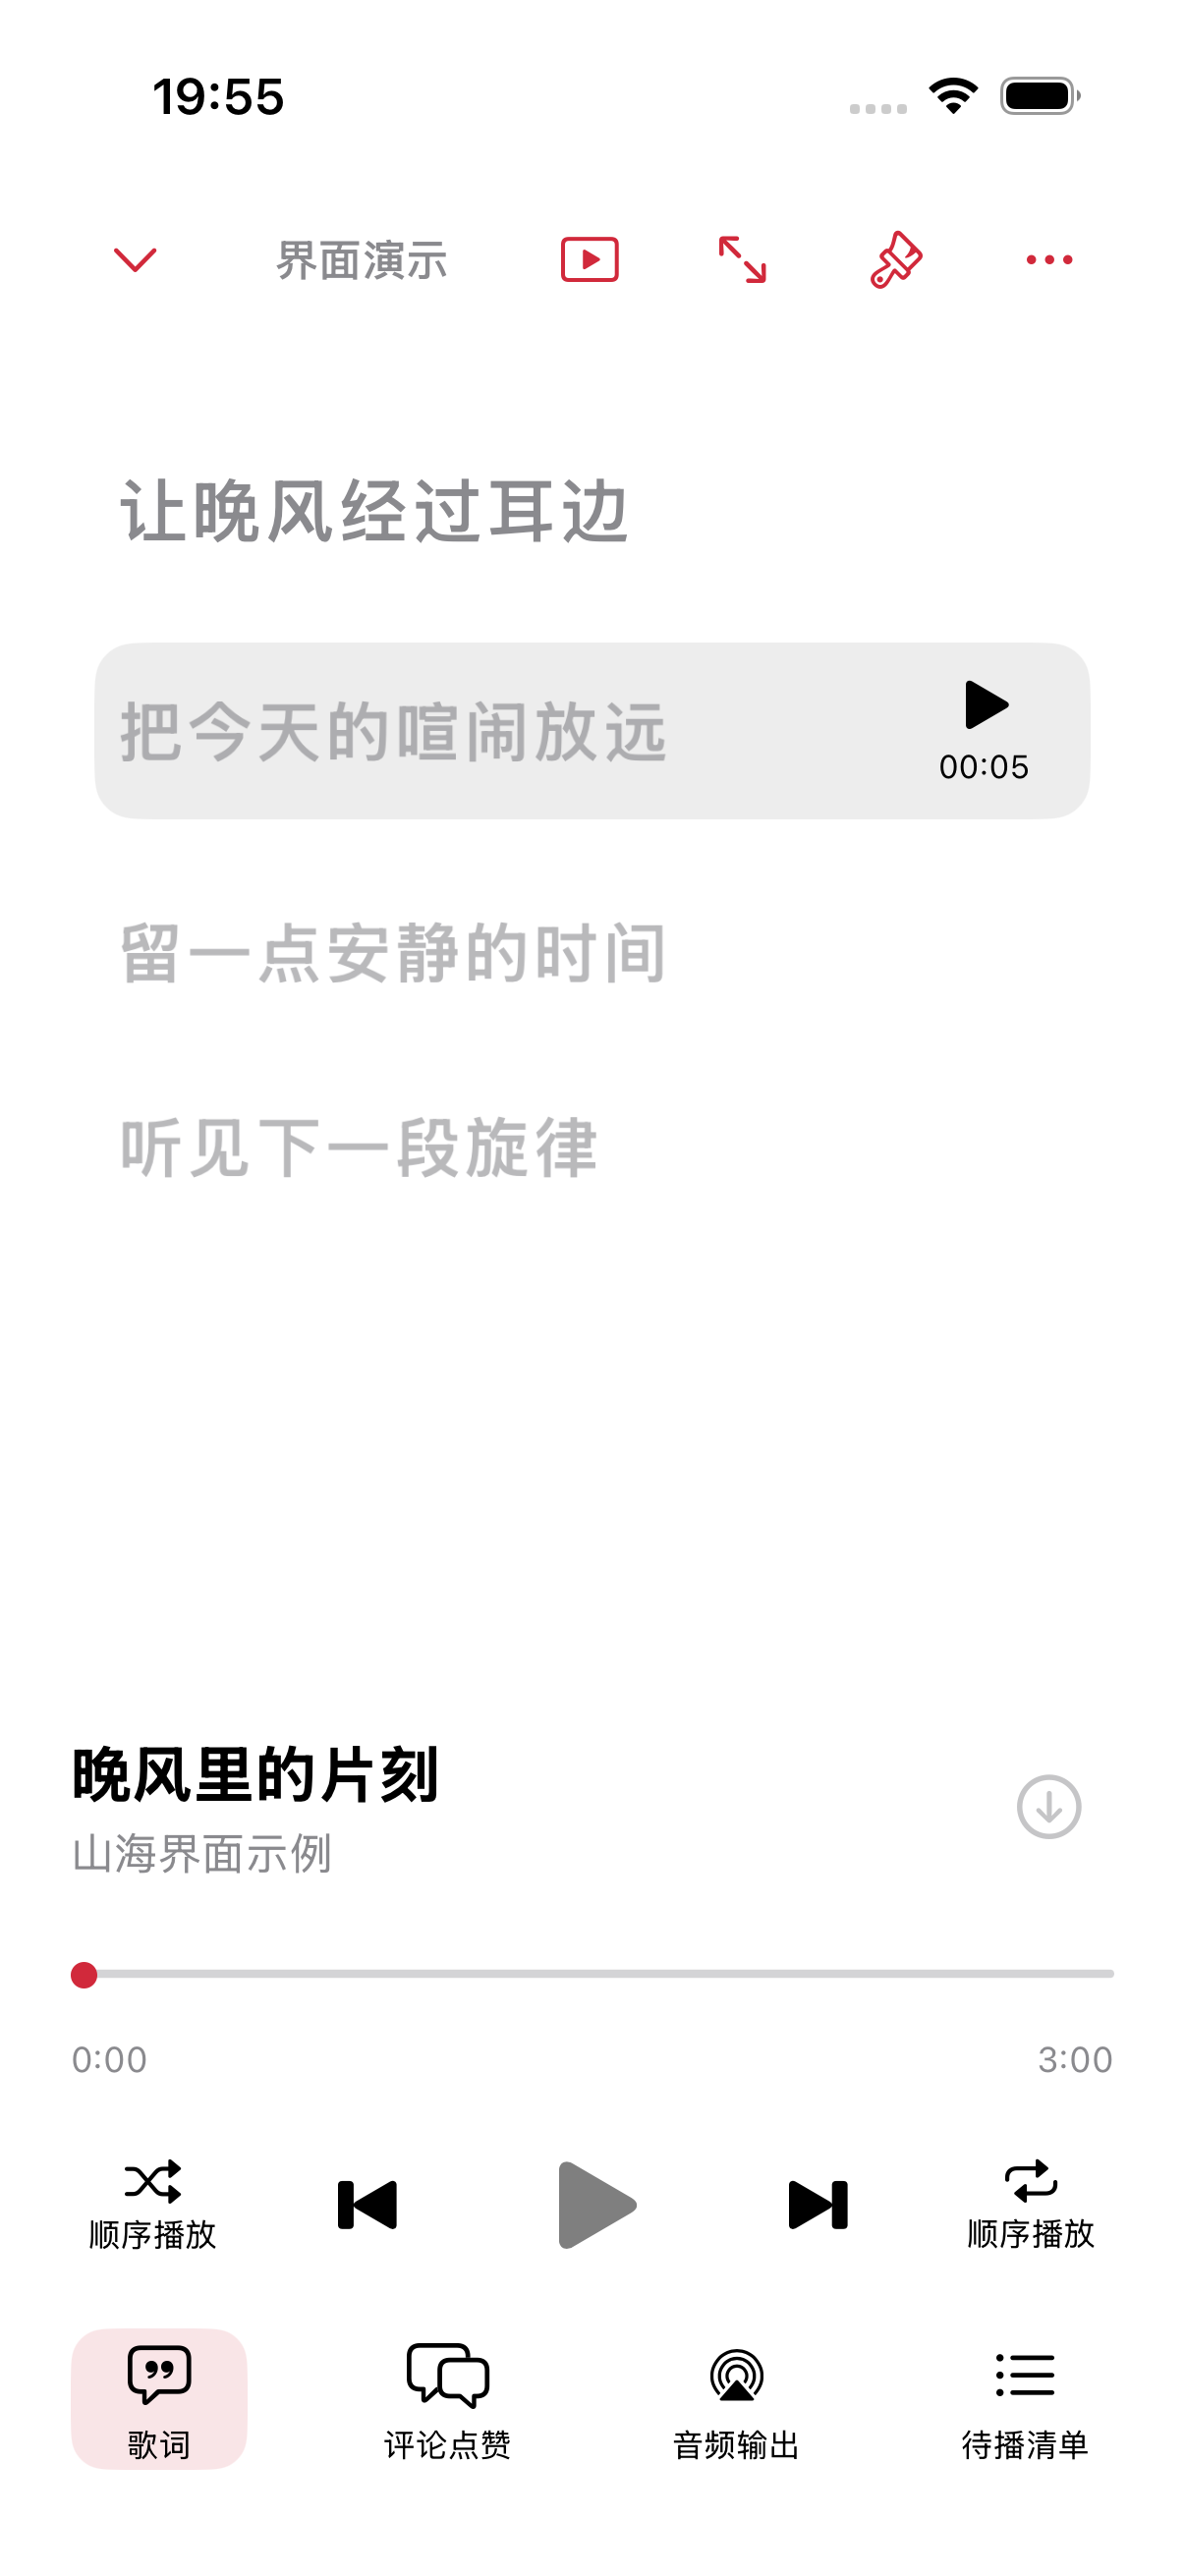 19:55
界面演示
让晚风经过耳边
把今天的喧闹放远
00:05
留一点安静的时间
听见下一段旋律
晚风里的片刻
山海界面示例
0:00 3:00
顺序播放 顺序播放
歌词 评论点赞 音频输出 待播清单